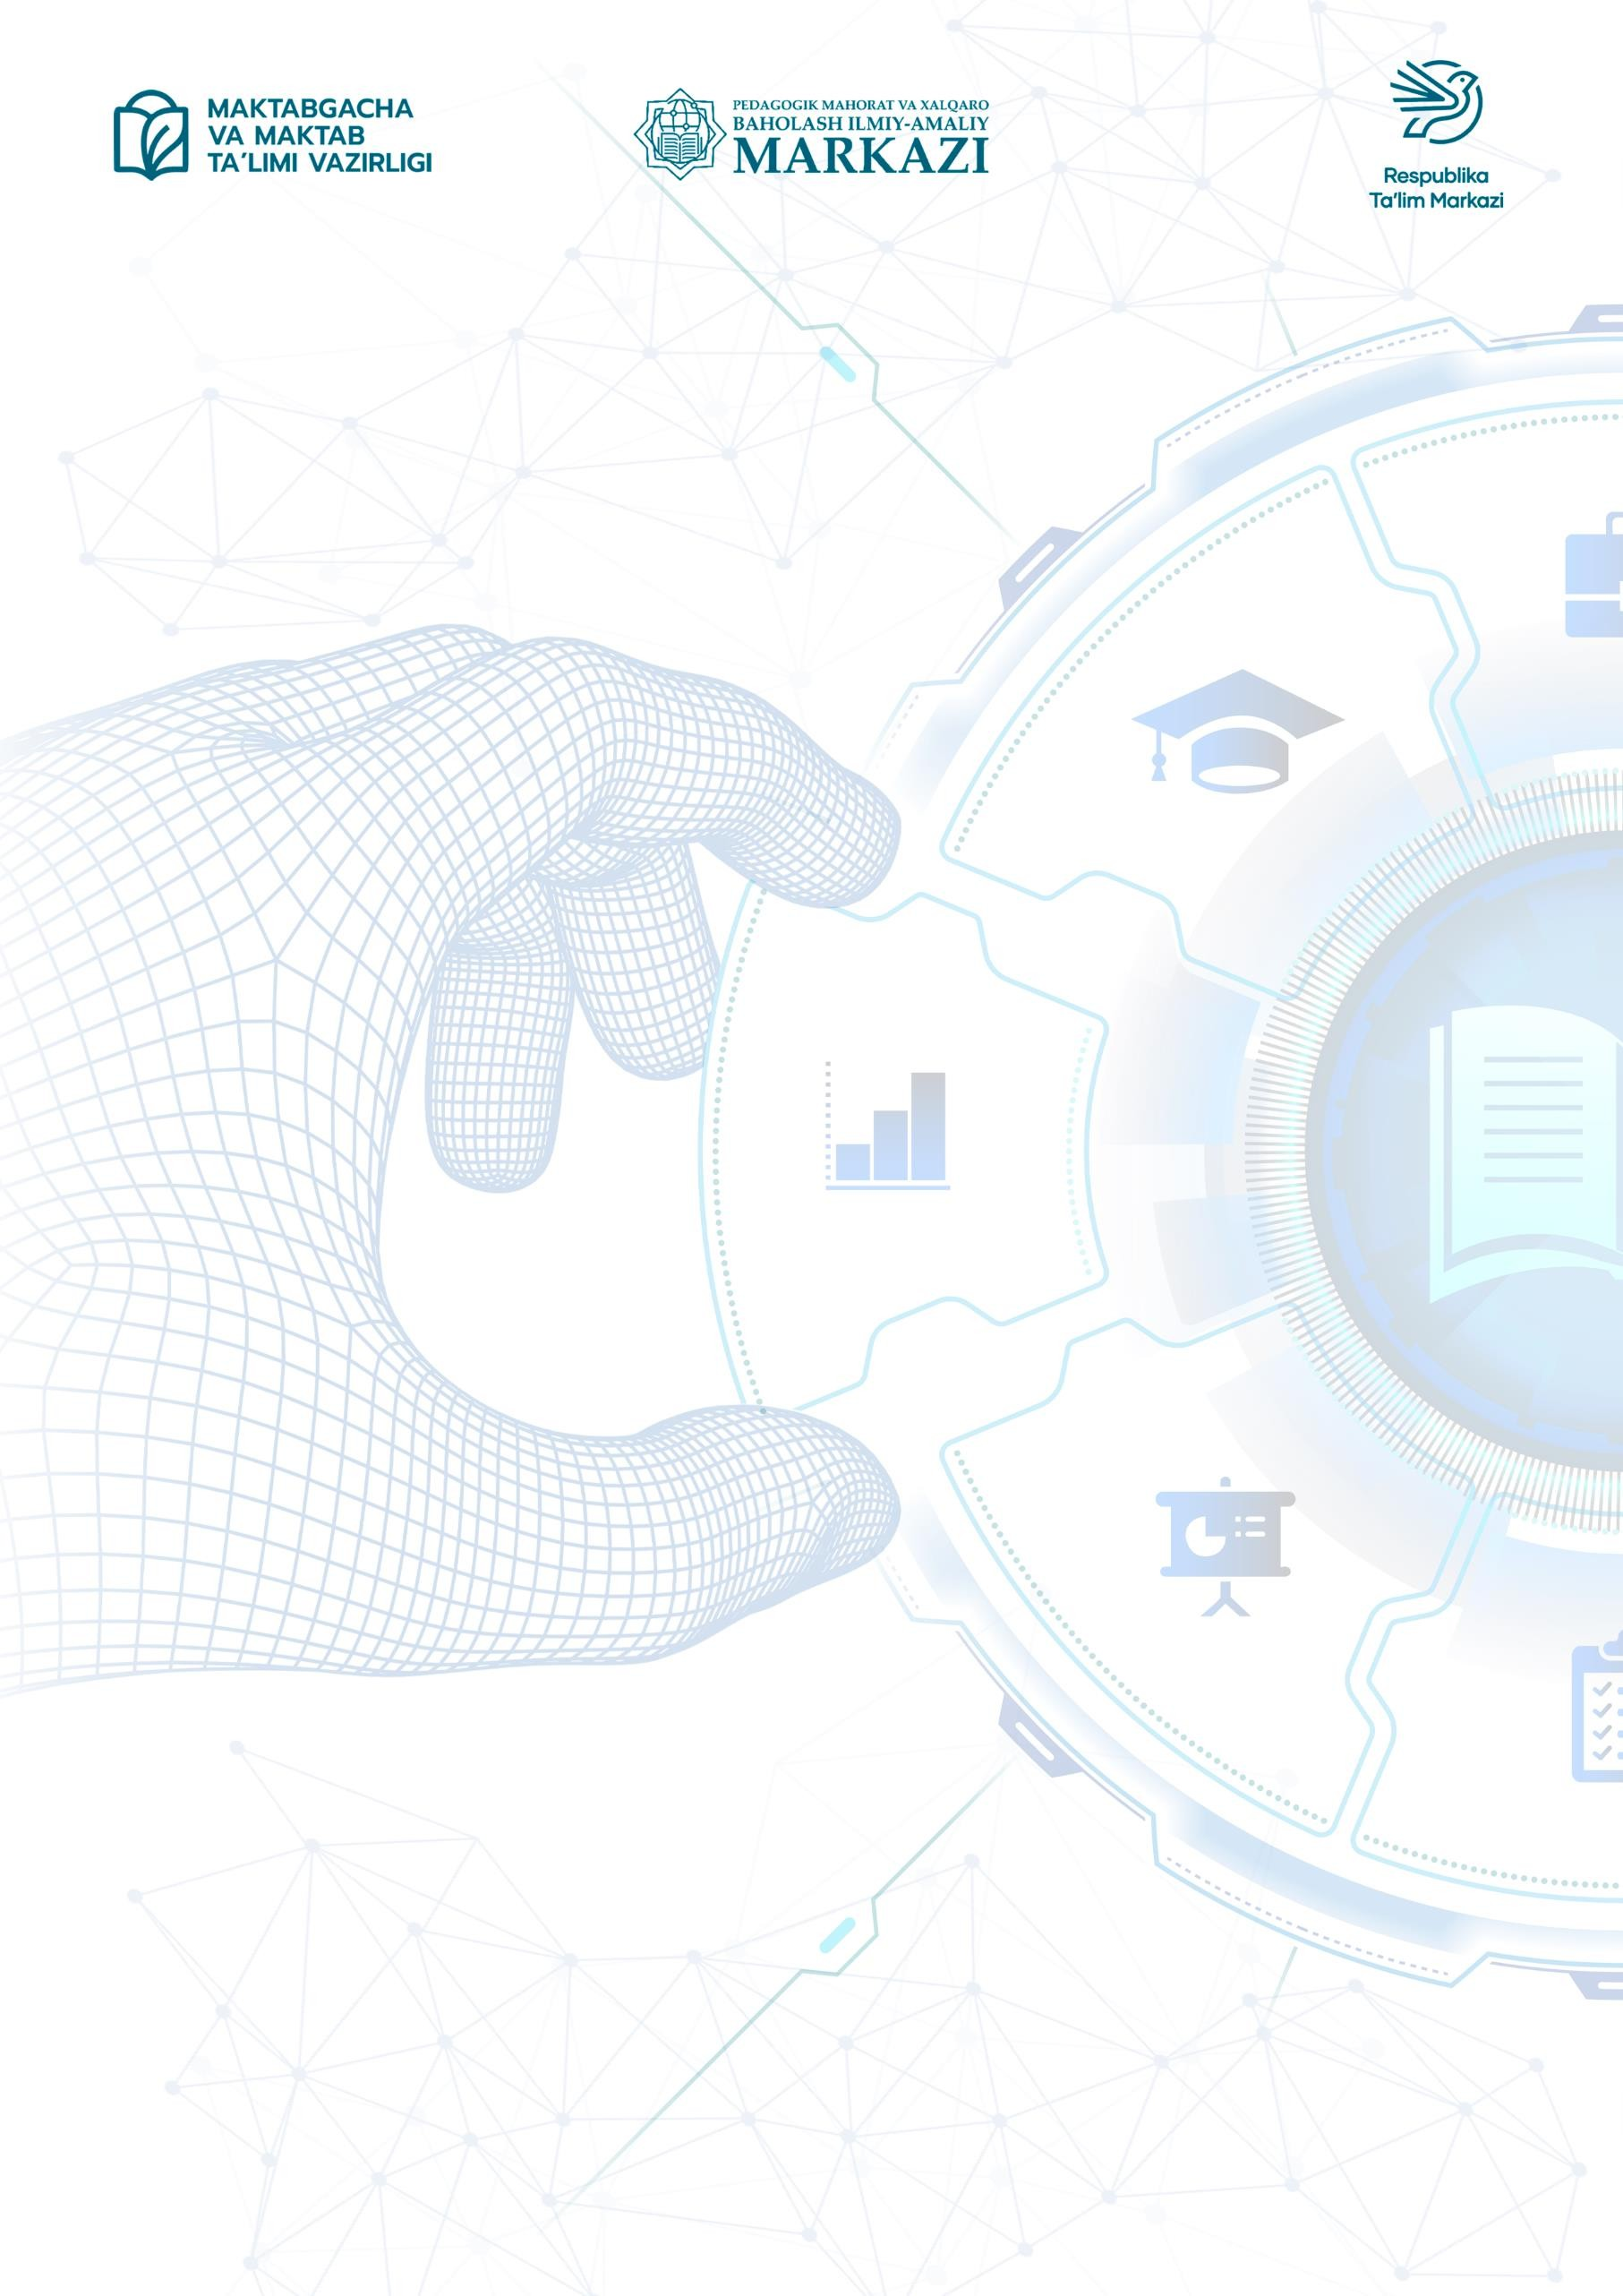 MAKTABGACHA
VA MAKTAB
TA'LIMI VAZIRLIGI
PEDAGOGIK MAHORAT VA XALQARO
BAHOLASH ILMIY-AMALIY
MARKAZI
Respublika
Ta'lim Markazi